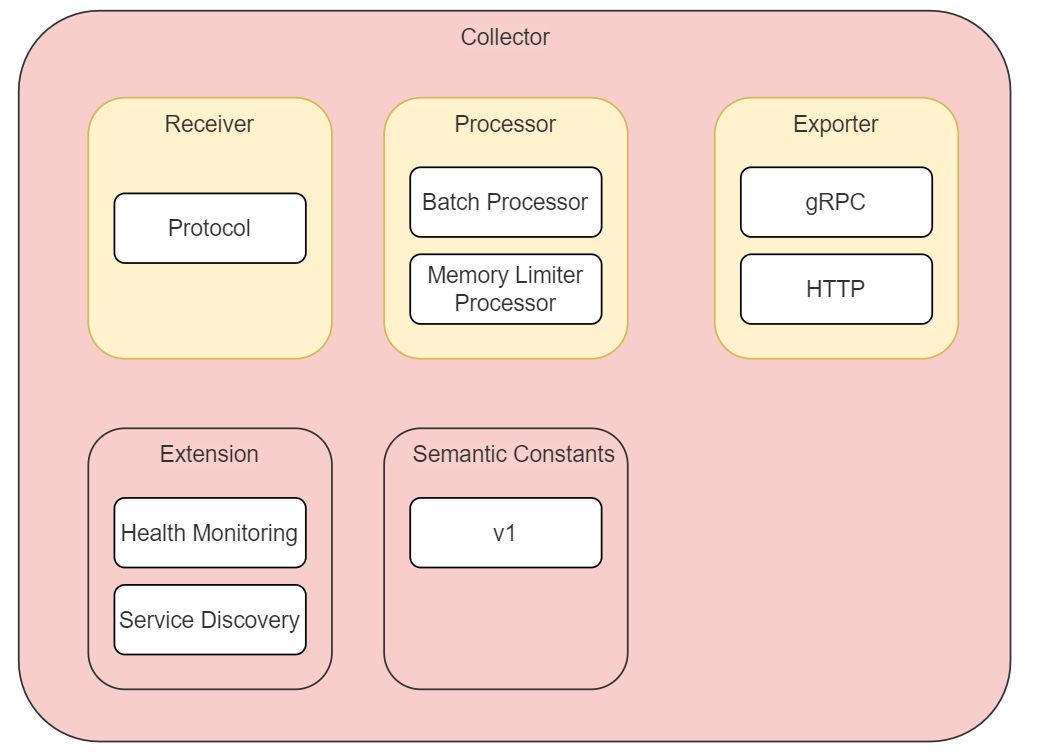 Collector
Receiver
Protocol
Processor
Batch Processor
Memory Limiter
Processor
Exporter
gRPC
HTTP
Extension
Health Monitoring
Service Discovery
Semantic Constants
v1